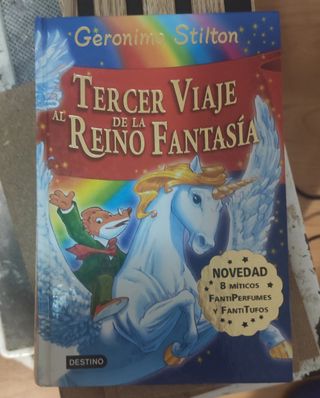 Geronimo Stilton
TERCER VIAJE
AL DE LA
REINO FANTASÍA
NOVEDAD
8 MÍTICOS
FANTIPERFUMES
Y FANTITUFOS
DESTINO